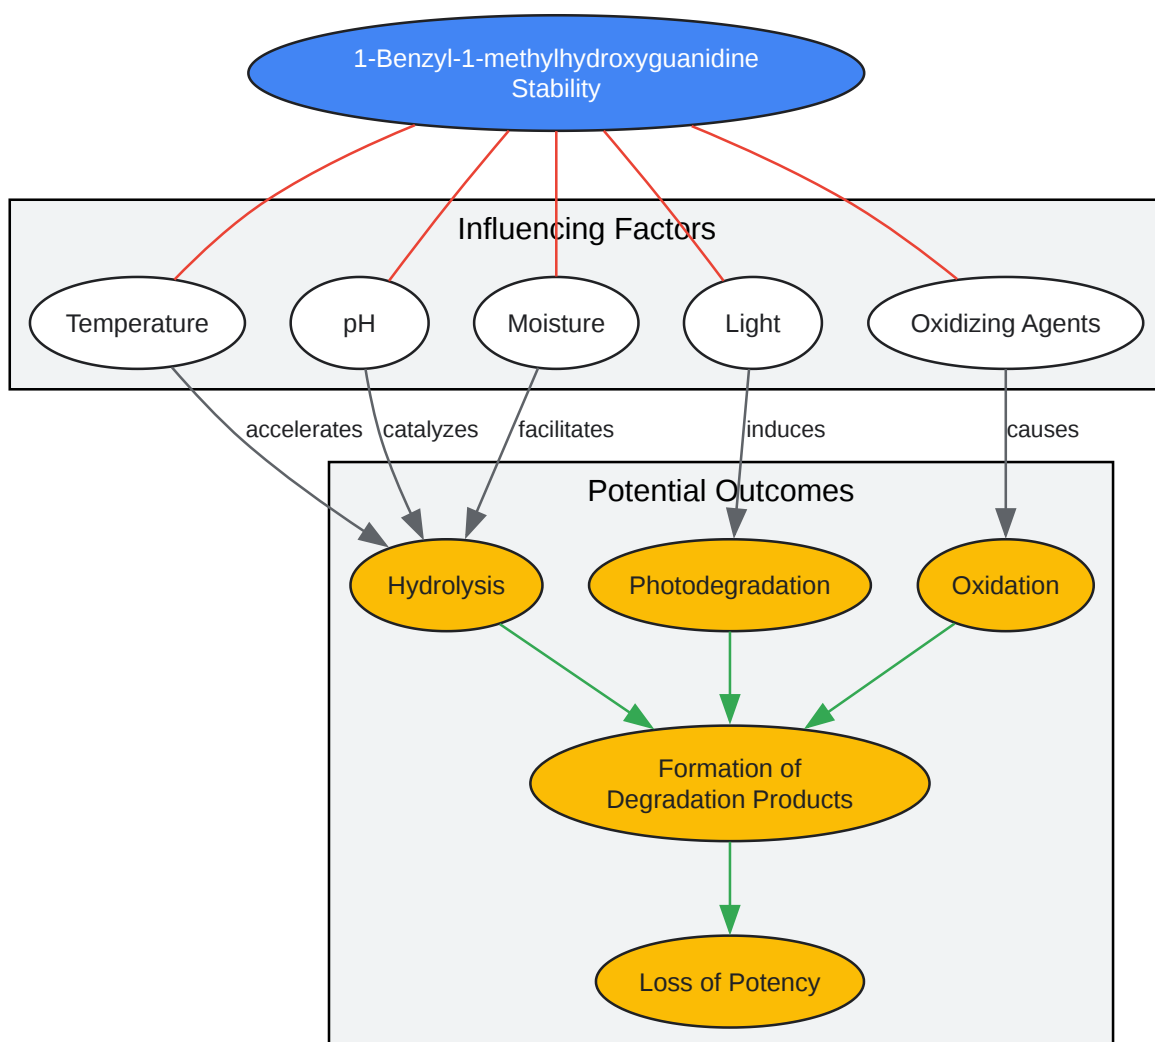 1-Benzyl-1-methylhydroxyguanidine
Stability
Influencing Factors
Temperature
pH
Moisture
Light
Oxidizing Agents
accelerates
catalyzes
facilitates
induces
causes
Potential Outcomes
Hydrolysis
Photodegradation
Oxidation
Formation of
Degradation Products
Loss of Potency